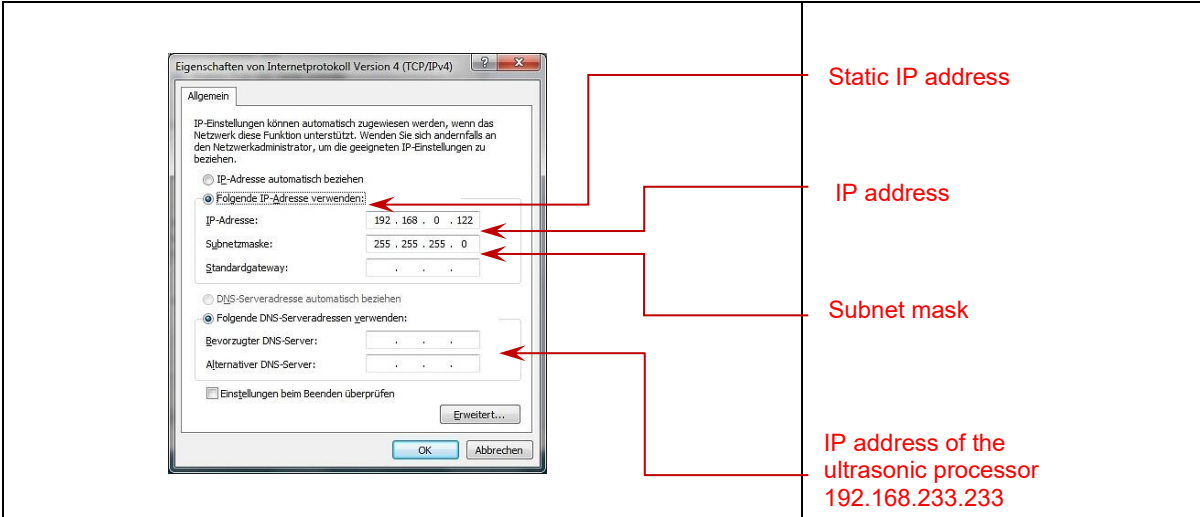 Eigenschaften von Internetprotokoll Version 4 (TCP/IPv4)
Allgemein
IP-Einstellungen können automatisch zugewiesen werden, wenn das
Netzwerk diese Funktion unterstützt. Wenden Sie sich andernfalls an
den Netzwerkadministrator, um die geeigneten IP-Einstellungen zu
beziehen.
IP-Adresse automatisch beziehen
Folgende IP-Adresse verwenden:
IP-Adresse: 192 . 168 . 0 . 122
Subnetzmaske: 255 . 255 . 255 . 0
Standardgateway: . . .
DNS-Serveradresse automatisch beziehen
Folgende DNS-Serveradressen verwenden:
Bevorzugter DNS-Server: . . .
Alternativer DNS-Server: . . .
Einstellungen beim Beenden überprüfen
Erweitert...
OK Abbrechen
Static IP address
IP address
Subnet mask
IP address of the
ultrasonic processor
192.168.233.233